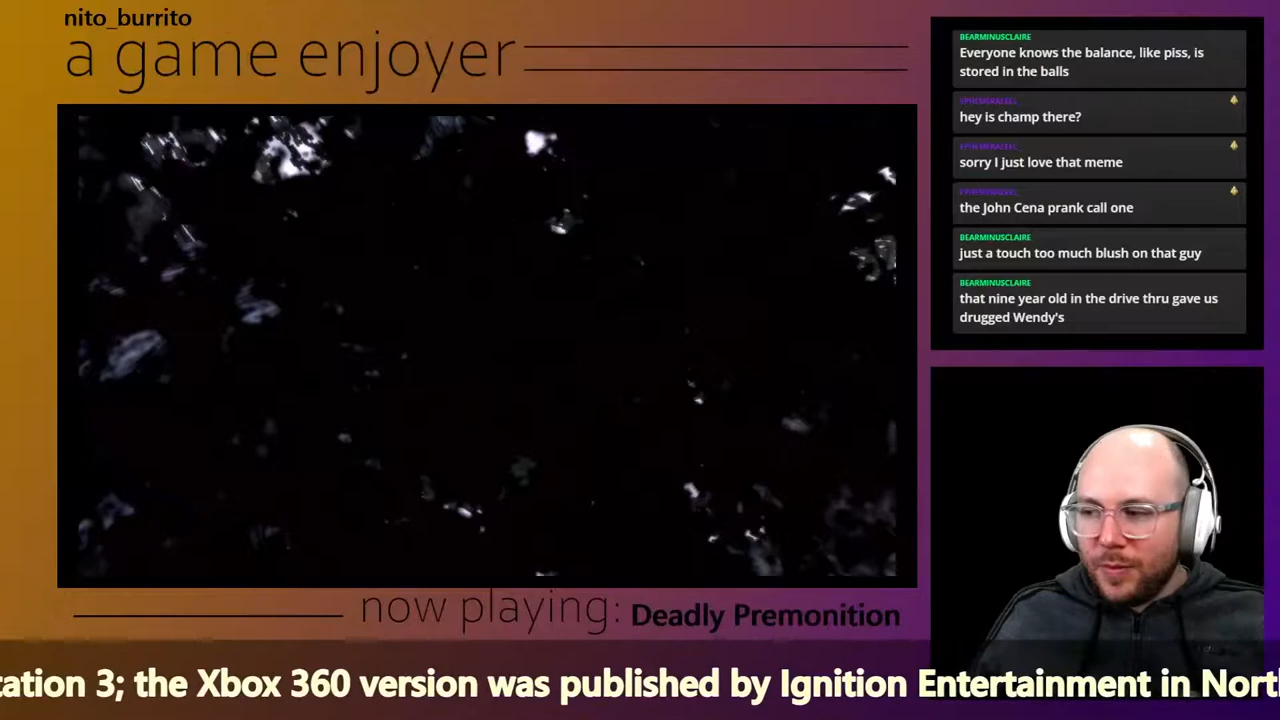 nito_burrito
a game enjoyer
BEARMINUSCLAIRE
Everyone knows the balance, like piss, is
stored in the balls
hey is champ there?
sorry I just love that meme
the John Cena prank call one
BEARMINUSCLAIRE
just a touch too much blush on that guy
BEARMINUSCLAIRE
that nine year old in the drive thru gave us
drugged Wendy's
now playing: Deadly Premonition
tation 3; the Xbox 360 version was published by Ignition Entertainment in Nort